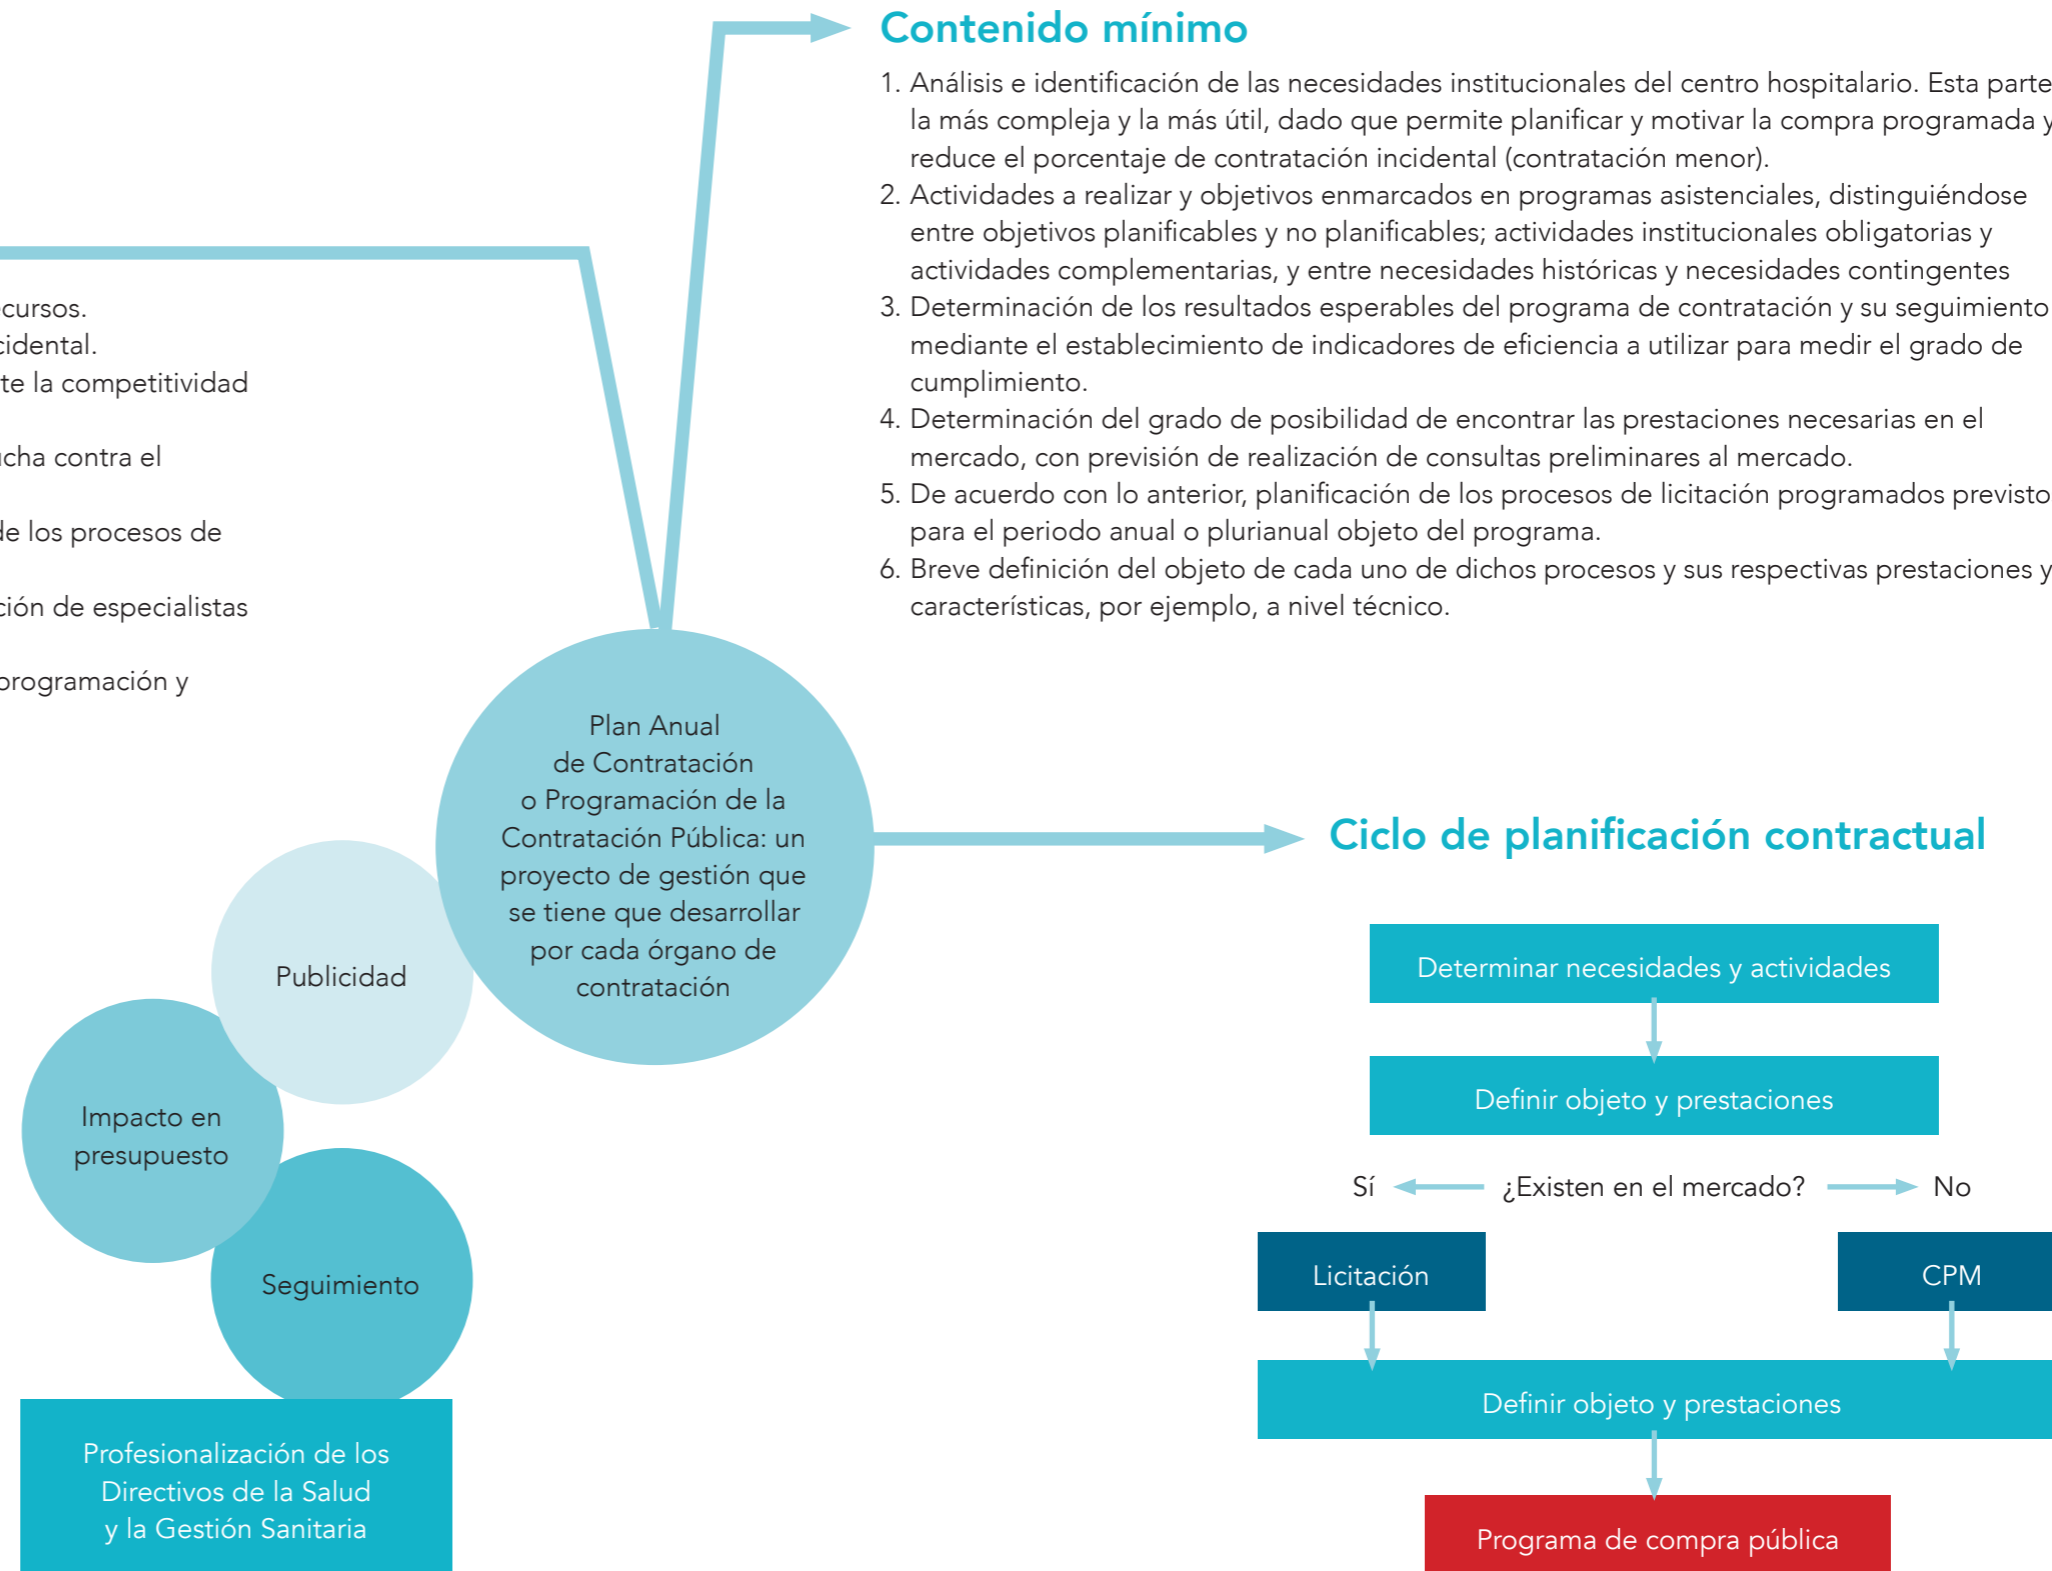 Contenido mínimo
1. Análisis e identificación de las necesidades institucionales del centro hospitalario. Esta parte
la más compleja y la más útil, dado que permite planificar y motivar la compra programada y
reduce el porcentaje de contratación incidental (contratación menor).
2. Actividades a realizar y objetivos enmarcados en programas asistenciales, distinguiéndose
entre objetivos planificables y no planificables; actividades institucionales obligatorias y
actividades complementarias, y entre necesidades históricas y necesidades contingentes
3. Determinación de los resultados esperables del programa de contratación y su seguimiento
mediante el establecimiento de indicadores de eficiencia a utilizar para medir el grado de
cumplimiento.
4. Determinación del grado de posibilidad de encontrar las prestaciones necesarias en el
mercado, con previsión de realización de consultas preliminares al mercado.
5. De acuerdo con lo anterior, planificación de los procesos de licitación programados previsto
para el periodo anual o plurianual objeto del programa.
6. Breve definición del objeto de cada uno de dichos procesos y sus respectivas prestaciones y
características, por ejemplo, a nivel técnico.
ecursos.
cidental.
te la competitividad
ucha contra el
de los procesos de
ción de especialistas
programación y
Plan Anual
de Contratación
o Programación de la
Contratación Pública: un
proyecto de gestión que
se tiene que desarrollar
por cada órgano de
contratación
Publicidad
Impacto en
presupuesto
Seguimiento
Profesionalización de los
Directivos de la Salud
y la Gestión Sanitaria
Ciclo de planificación contractual
Determinar necesidades y actividades
Definir objeto y prestaciones
Sí ¿Existen en el mercado? No
Licitación CPM
Definir objeto y prestaciones
Programa de compra pública